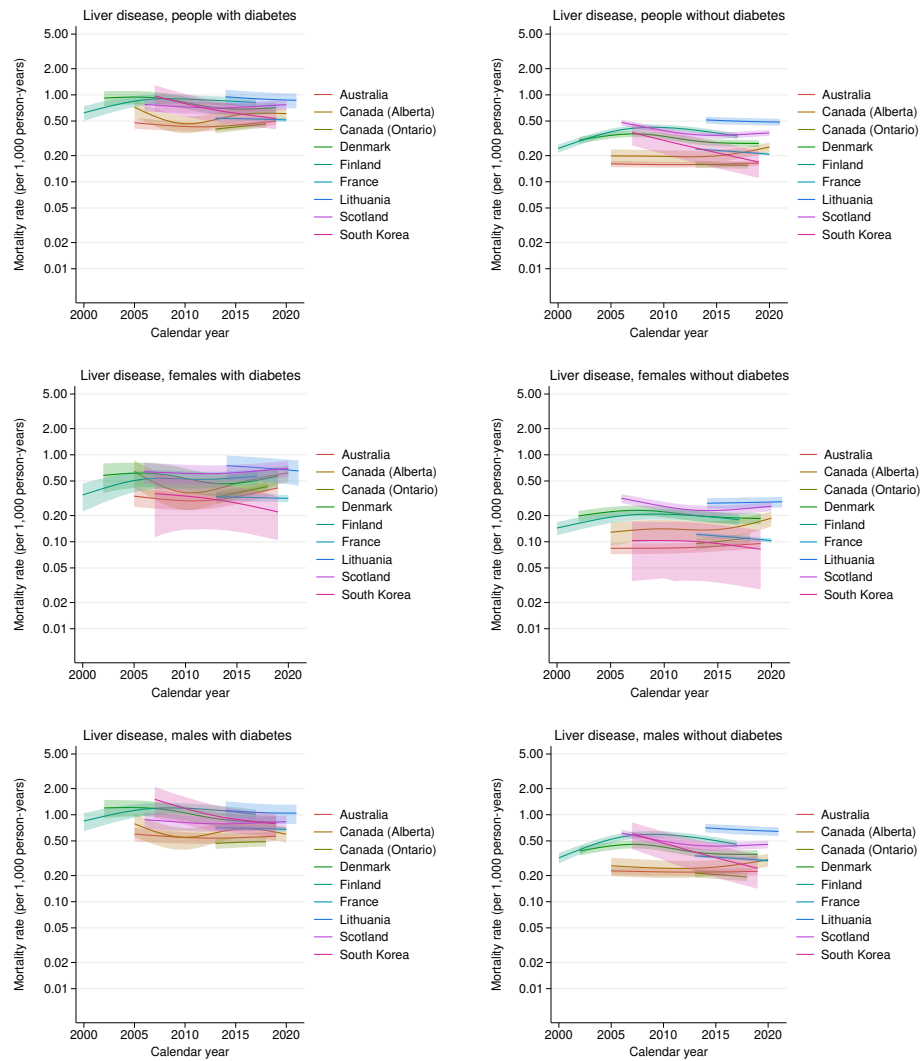 Liver disease, people with diabetes
Mortality rate (per 1,000 person-years)
5.00
1.00
0.50
0.20
0.10
0.05
0.02
0.01
2000 2005 2010 2015 2020
Calendar year
Australia
Canada (Alberta)
Canada (Ontario)
Denmark
Finland
France
Lithuania
Scotland
South Korea
Liver disease, people without diabetes
Mortality rate (per 1,000 person-years)
5.00
1.00
0.50
0.20
0.10
0.05
0.02
0.01
2000 2005 2010 2015 2020
Calendar year
Australia
Canada (Alberta)
Canada (Ontario)
Denmark
Finland
France
Lithuania
Scotland
South Korea
Liver disease, females with diabetes
Mortality rate (per 1,000 person-years)
5.00
1.00
0.50
0.20
0.10
0.05
0.02
0.01
2000 2005 2010 2015 2020
Calendar year
Australia
Canada (Alberta)
Canada (Ontario)
Denmark
Finland
France
Lithuania
Scotland
South Korea
Liver disease, females without diabetes
Mortality rate (per 1,000 person-years)
5.00
1.00
0.50
0.20
0.10
0.05
0.02
0.01
2000 2005 2010 2015 2020
Calendar year
Australia
Canada (Alberta)
Canada (Ontario)
Denmark
Finland
France
Lithuania
Scotland
South Korea
Liver disease, males with diabetes
Mortality rate (per 1,000 person-years)
5.00
1.00
0.50
0.20
0.10
0.05
0.02
0.01
2000 2005 2010 2015 2020
Calendar year
Australia
Canada (Alberta)
Canada (Ontario)
Denmark
Finland
France
Lithuania
Scotland
South Korea
Liver disease, males without diabetes
Mortality rate (per 1,000 person-years)
5.00
1.00
0.50
0.20
0.10
0.05
0.02
0.01
2000 2005 2010 2015 2020
Calendar year
Australia
Canada (Alberta)
Canada (Ontario)
Denmark
Finland
France
Lithuania
Scotland
South Korea